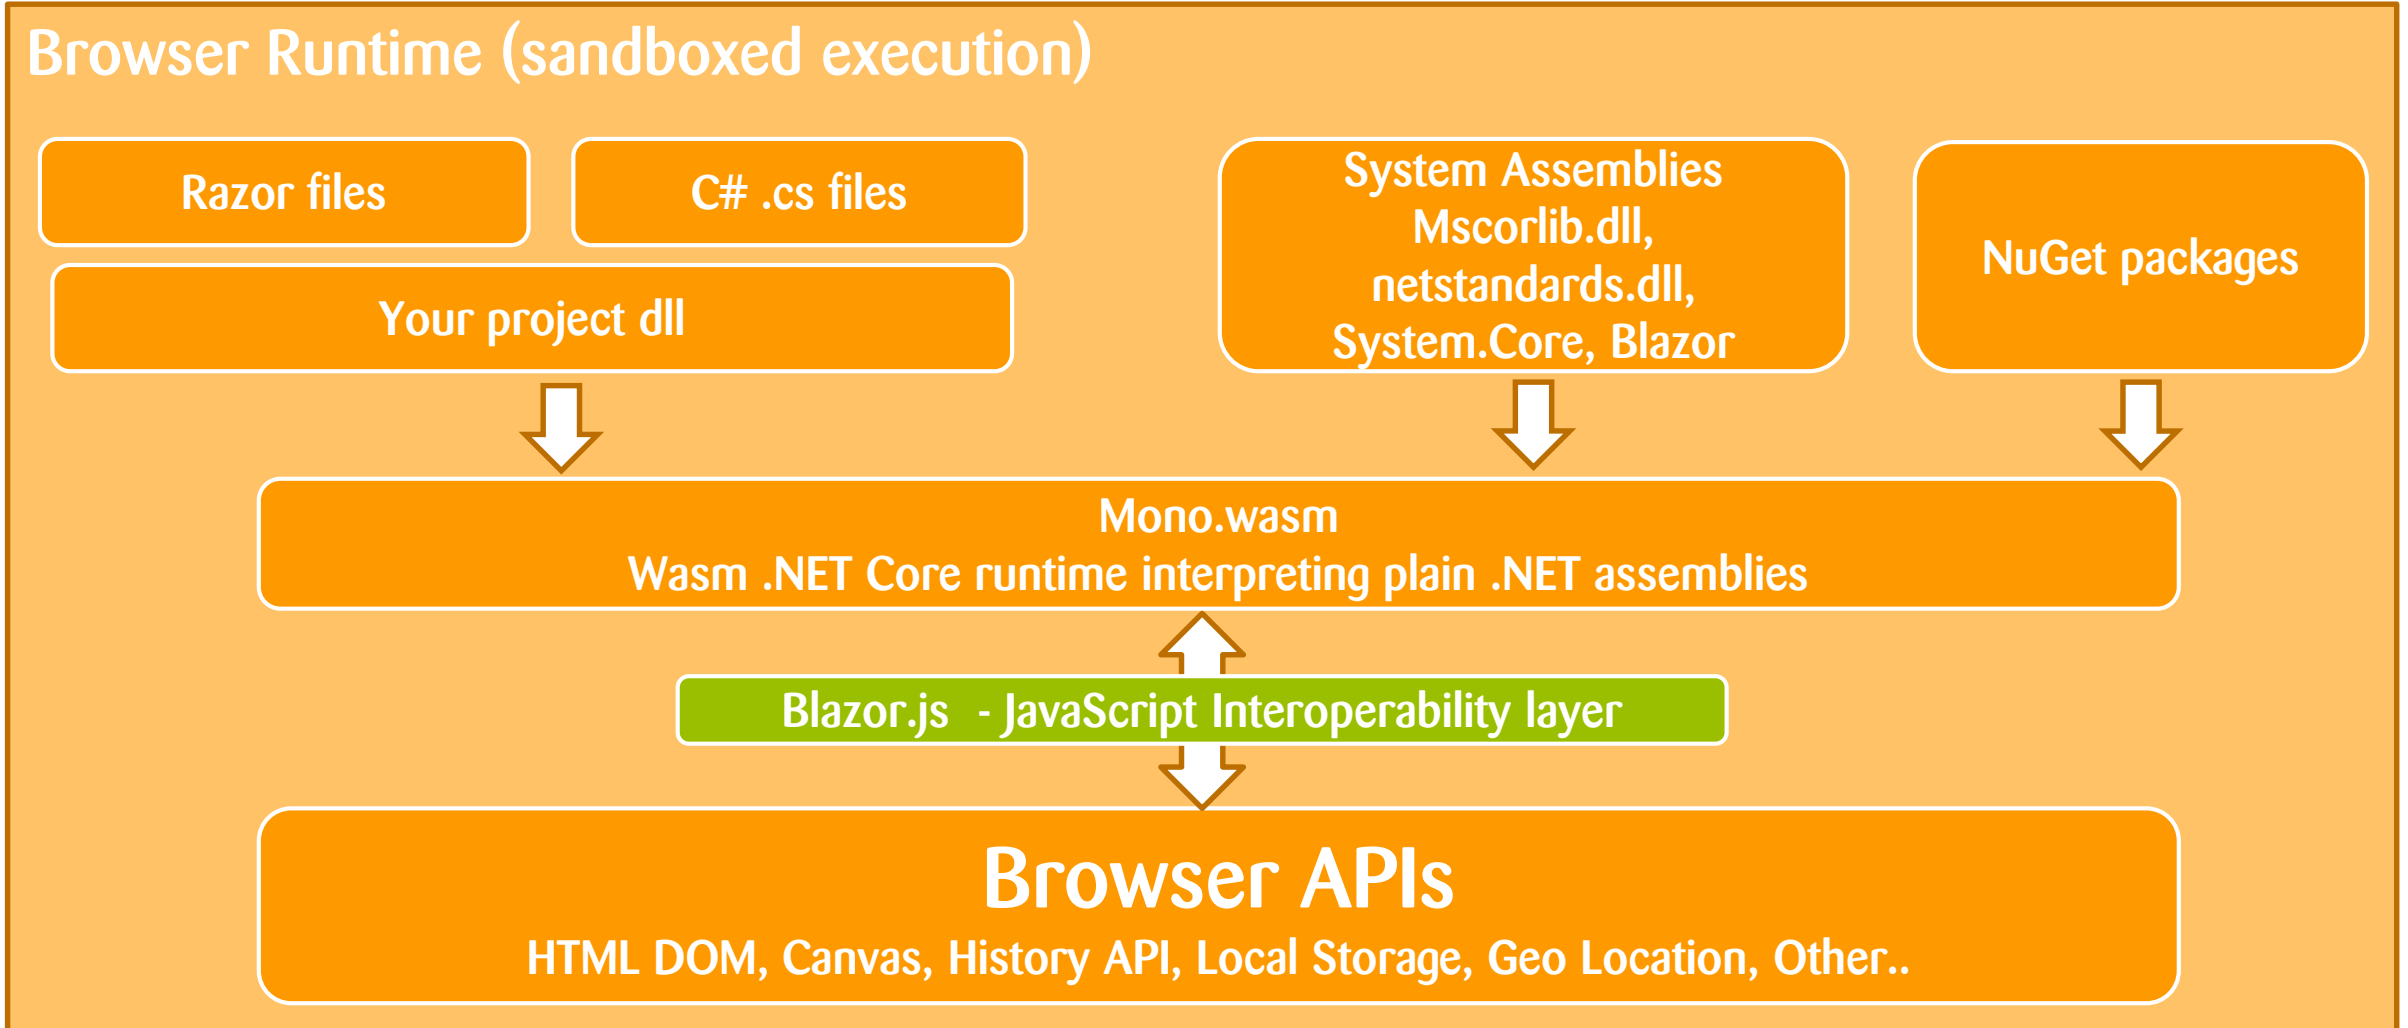 Browser Runtime (sandboxed execution)
Razor files
C# .cs files
Your project dll
System Assemblies
Mscorlib.dll,
netstandards.dll,
System.Core, Blazor
NuGet packages
Mono.wasm
Wasm .NET Core runtime interpreting plain .NET assemblies
Blazor.js - JavaScript Interoperability layer
Browser APIs
HTML DOM, Canvas, History API, Local Storage, Geo Location, Other..